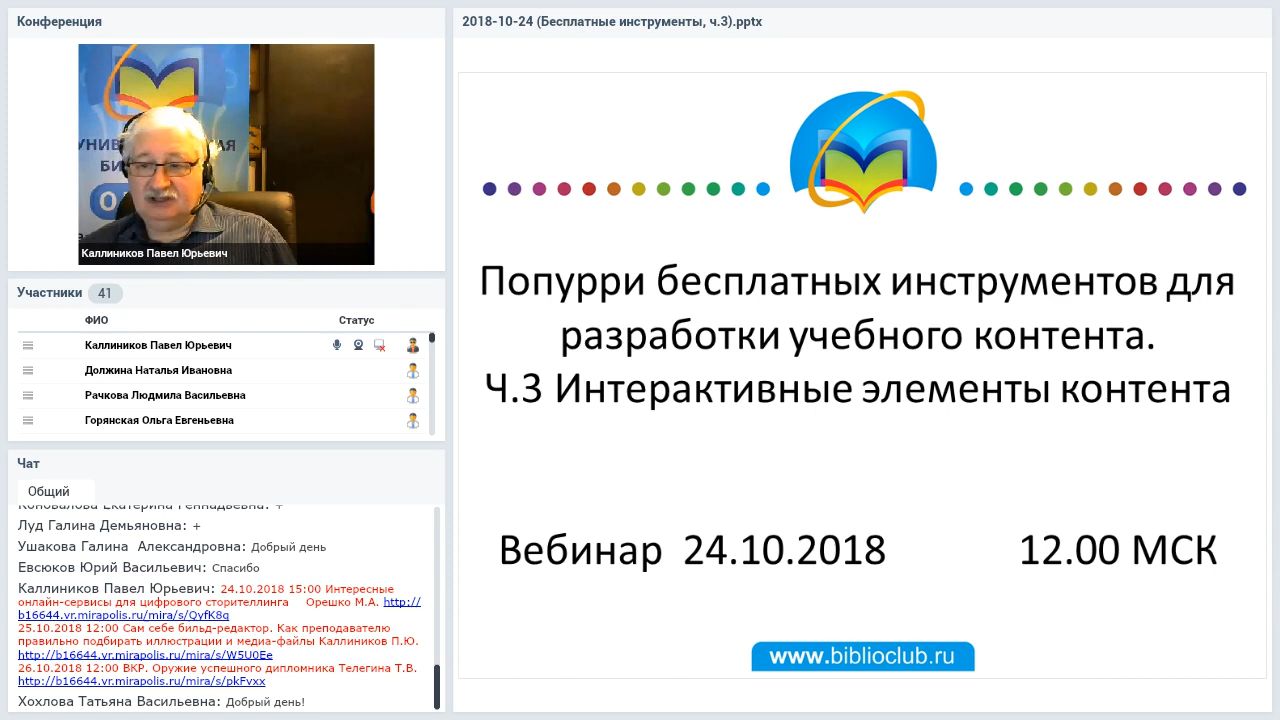 Конференция
УНИВ
АЯ
БИ
Каллиников Павел Юрьевич
Участники 41
ФИО Статус
Каллиников Павел Юрьевич
Должина Наталья Ивановна
Рачкова Людмила Васильевна
Горянская Ольга Евгеньевна
Чат
Общий
Коновалова Екатерина Геннадьевна: +
Луд Галина Демьяновна: +
Ушакова Галина Александровна: Добрый день
Евсюков Юрий Васильевич: Спасибо
Каллиников Павел Юрьевич: 24.10.2018 15:00 Интересные
онлайн-сервисы для цифрового сторителлинга Орешко М.А. http://
b16644.vr.mirapolis.ru/mira/s/QyfK8q
25.10.2018 12:00 Сам себе бильд-редактор. Как преподавателю
правильно подбирать иллюстрации и медиа-файлы Каллиников П.Ю.
http://b16644.vr.mirapolis.ru/mira/s/W5U0Ee
26.10.2018 12:00 ВКР. Оружие успешного дипломника Телегина Т.В.
http://b16644.vr.mirapolis.ru/mira/s/pkFvxx
Хохлова Татьяна Васильевна: Добрый день!
2018-10-24 (Бесплатные инструменты, ч.3).pptx
Попурри бесплатных инструментов для
разработки учебного контента.
Ч.3 Интерактивные элементы контента
Вебинар 24.10.2018 12.00 МСК
www.biblioclub.ru